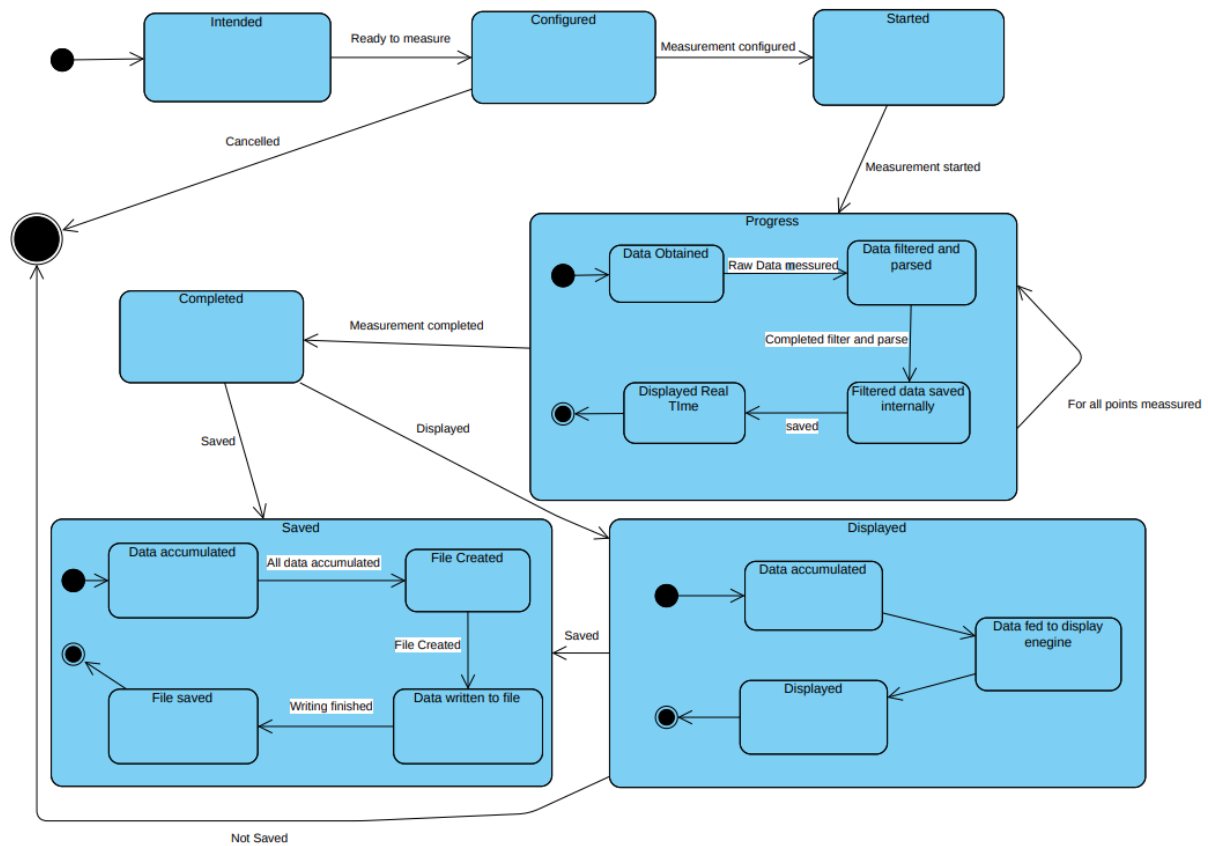 Intended
Configured
Started
Ready to measure
Measurement configured
Cancelled
Measurement started
Progress
Data Obtained
Raw Data messured
Data filtered and
parsed
Completed
Measurement completed
Completed filter and parse
Displayed Real
TIme
Filtered data saved
internally
saved
For all points meassured
Saved
Displayed
Saved
Data accumulated
All data accumulated
File Created
File Created
File saved
Writing finished
Data written to file
Saved
Displayed
Data accumulated
Data fed to display
enegine
Displayed
Not Saved